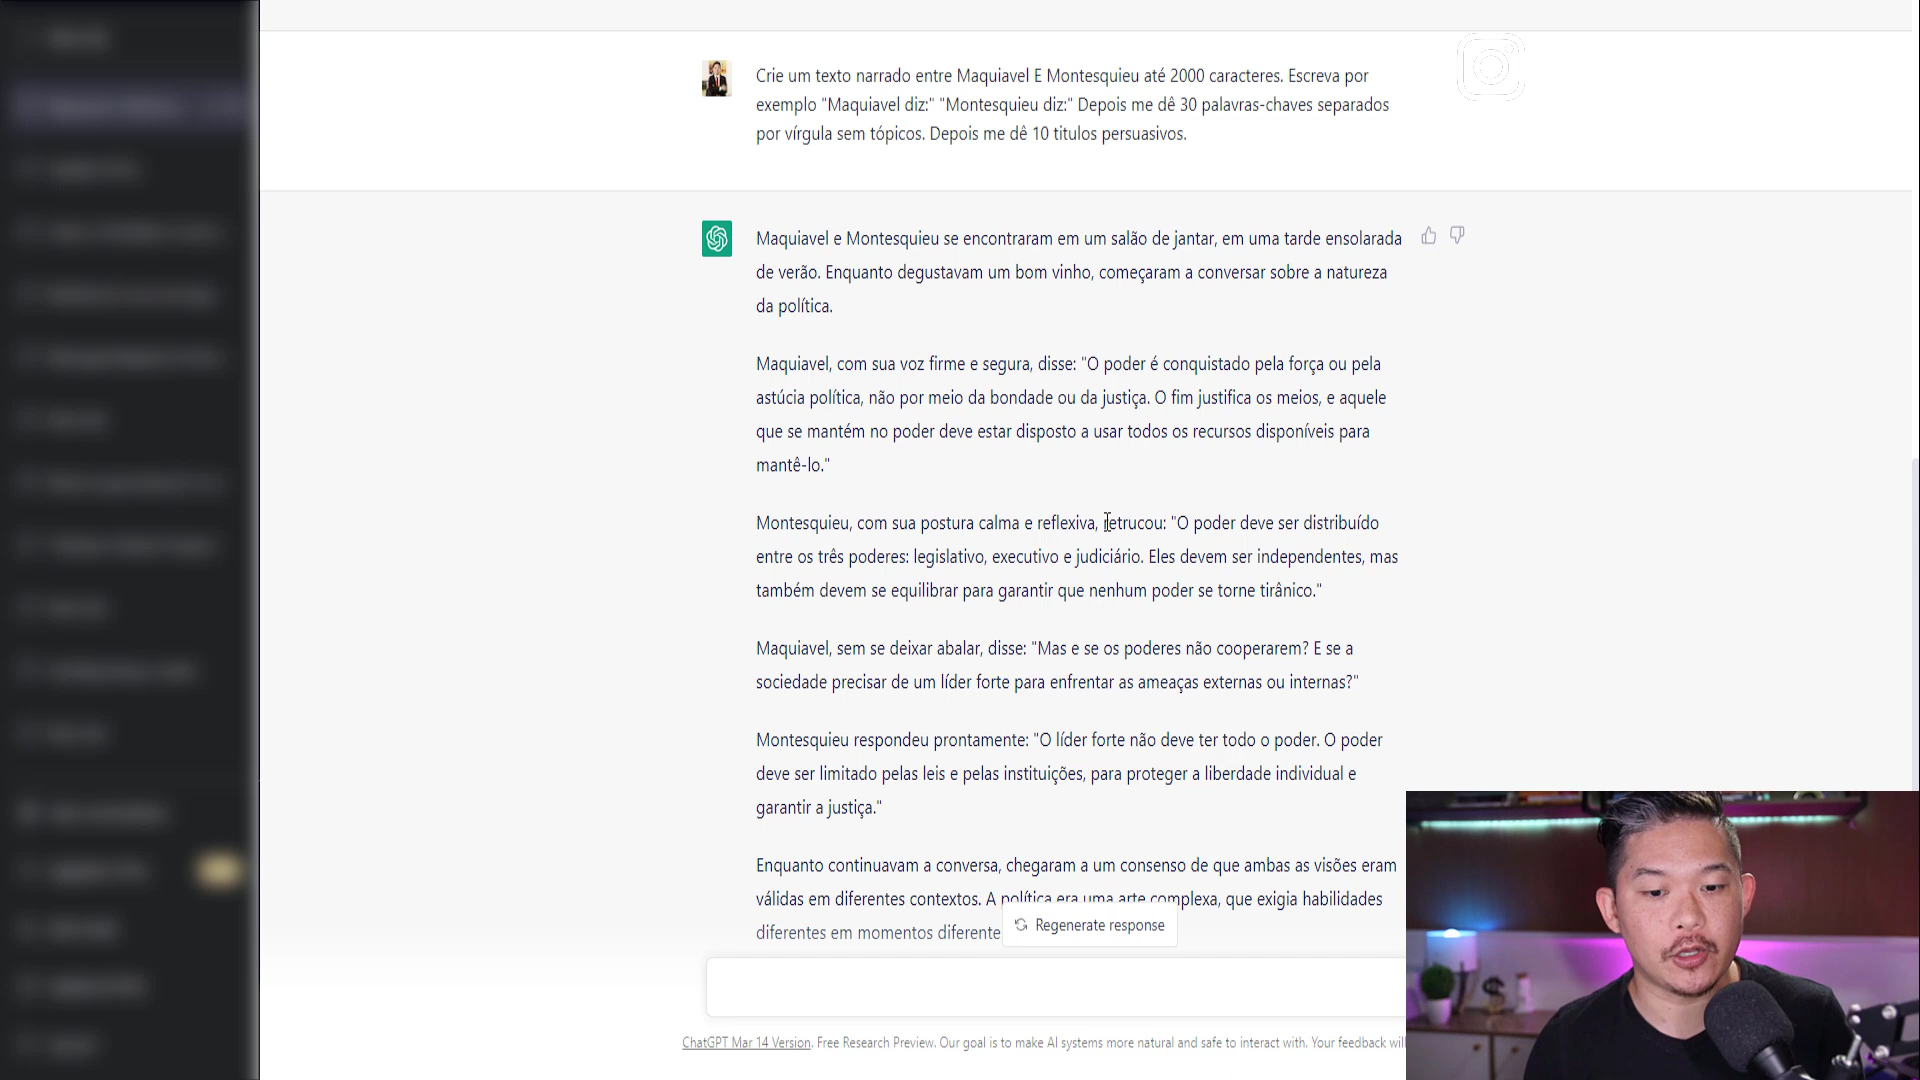 Crie um texto narrado entre Maquiavel E Montesquieu até 2000 caracteres. Escreva por
exemplo "Maquiavel diz:" "Montesquieu diz:" Depois me dê 30 palavras-chaves separados
por vírgula sem tópicos. Depois me dê 10 titulos persuasivos.
Maquiavel e Montesquieu se encontraram em um salão de jantar, em uma tarde ensolarada
de verão. Enquanto degustavam um bom vinho, começaram a conversar sobre a natureza
da política.
Maquiavel, com sua voz firme e segura, disse: "O poder é conquistado pela força ou pela
astúcia política, não por meio da bondade ou da justiça. O fim justifica os meios, e aquele
que se mantém no poder deve estar disposto a usar todos os recursos disponíveis para
mantê-lo."
Montesquieu, com sua postura calma e reflexiva, retrucou: "O poder deve ser distribuído
entre os três poderes: legislativo, executivo e judiciário. Eles devem ser independentes, mas
também devem se equilibrar para garantir que nenhum poder se torne tirânico."
Maquiavel, sem se deixar abalar, disse: "Mas e se os poderes não cooperarem? E se a
sociedade precisar de um líder forte para enfrentar as ameaças externas ou internas?"
Montesquieu respondeu prontamente: "O líder forte não deve ter todo o poder. O poder
deve ser limitado pelas leis e pelas instituições, para proteger a liberdade individual e
garantir a justiça."
Enquanto continuavam a conversa, chegaram a um consenso de que ambas as visões eram
válidas em diferentes contextos. A política era uma arte complexa, que exigia habilidades
diferentes em momentos diferente
Regenerate response
ChatGPT Mar 14 Version. Free Research Preview. Our goal is to make AI systems more natural and safe to interact with. Your feedback wil